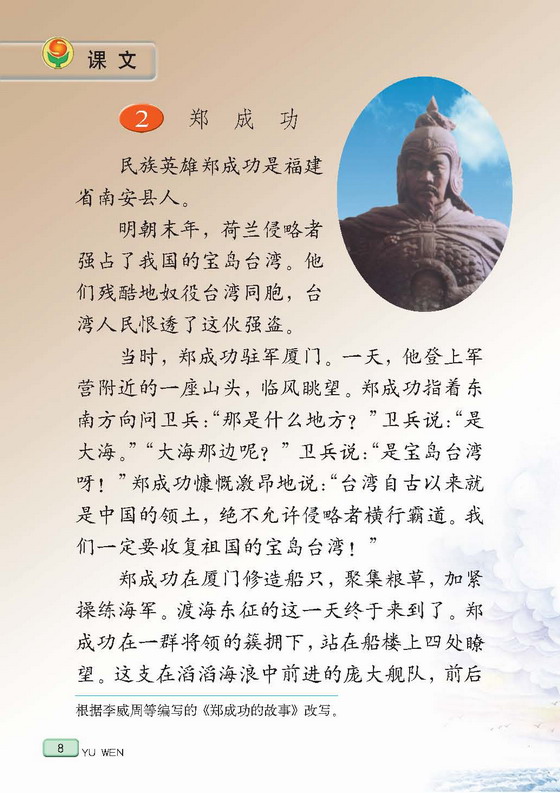 课文
2 郑成功
民族英雄郑成功是福建
省南安县人。
明朝末年，荷兰侵略者
强占了我国的宝岛台湾。他
们残酷地奴役台湾同胞，台
湾人民恨透了这伙强盗。
当时，郑成功驻军厦门。一天，他登上军
营附近的一座山头，临风眺望。郑成功指着东
南方向问卫兵：“那是什么地方？”卫兵说：“是
大海。”“大海那边呢？”卫兵说：“是宝岛台湾
呀！”郑成功慷慨激昂地说：“台湾自古以来就
是中国的领土，绝不允许侵略者横行霸道。我
们一定要收复祖国的宝岛台湾！”
郑成功在厦门修造船只，聚集粮草，加紧
操练海军。渡海东征的这一天终于来到了。郑
成功在一群将领的簇拥下，站在船楼上四处瞭
望。这支在滔滔海浪中前进的庞大舰队，前后
根据李威周等编写的《郑成功的故事》改写。
8 YU WEN